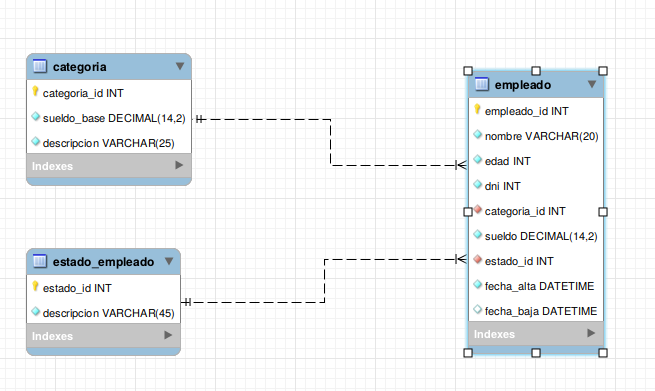 categoria
categoria_id INT
sueldo_base DECIMAL(14,2)
descripcion VARCHAR(25)
Indexes
estado_empleado
estado_id INT
descripcion VARCHAR(45)
Indexes
empleado
empleado_id INT
nombre VARCHAR(20)
edad INT
dni INT
categoria_id INT
sueldo DECIMAL(14,2)
estado_id INT
fecha_alta DATETIME
fecha_baja DATETIME
Indexes